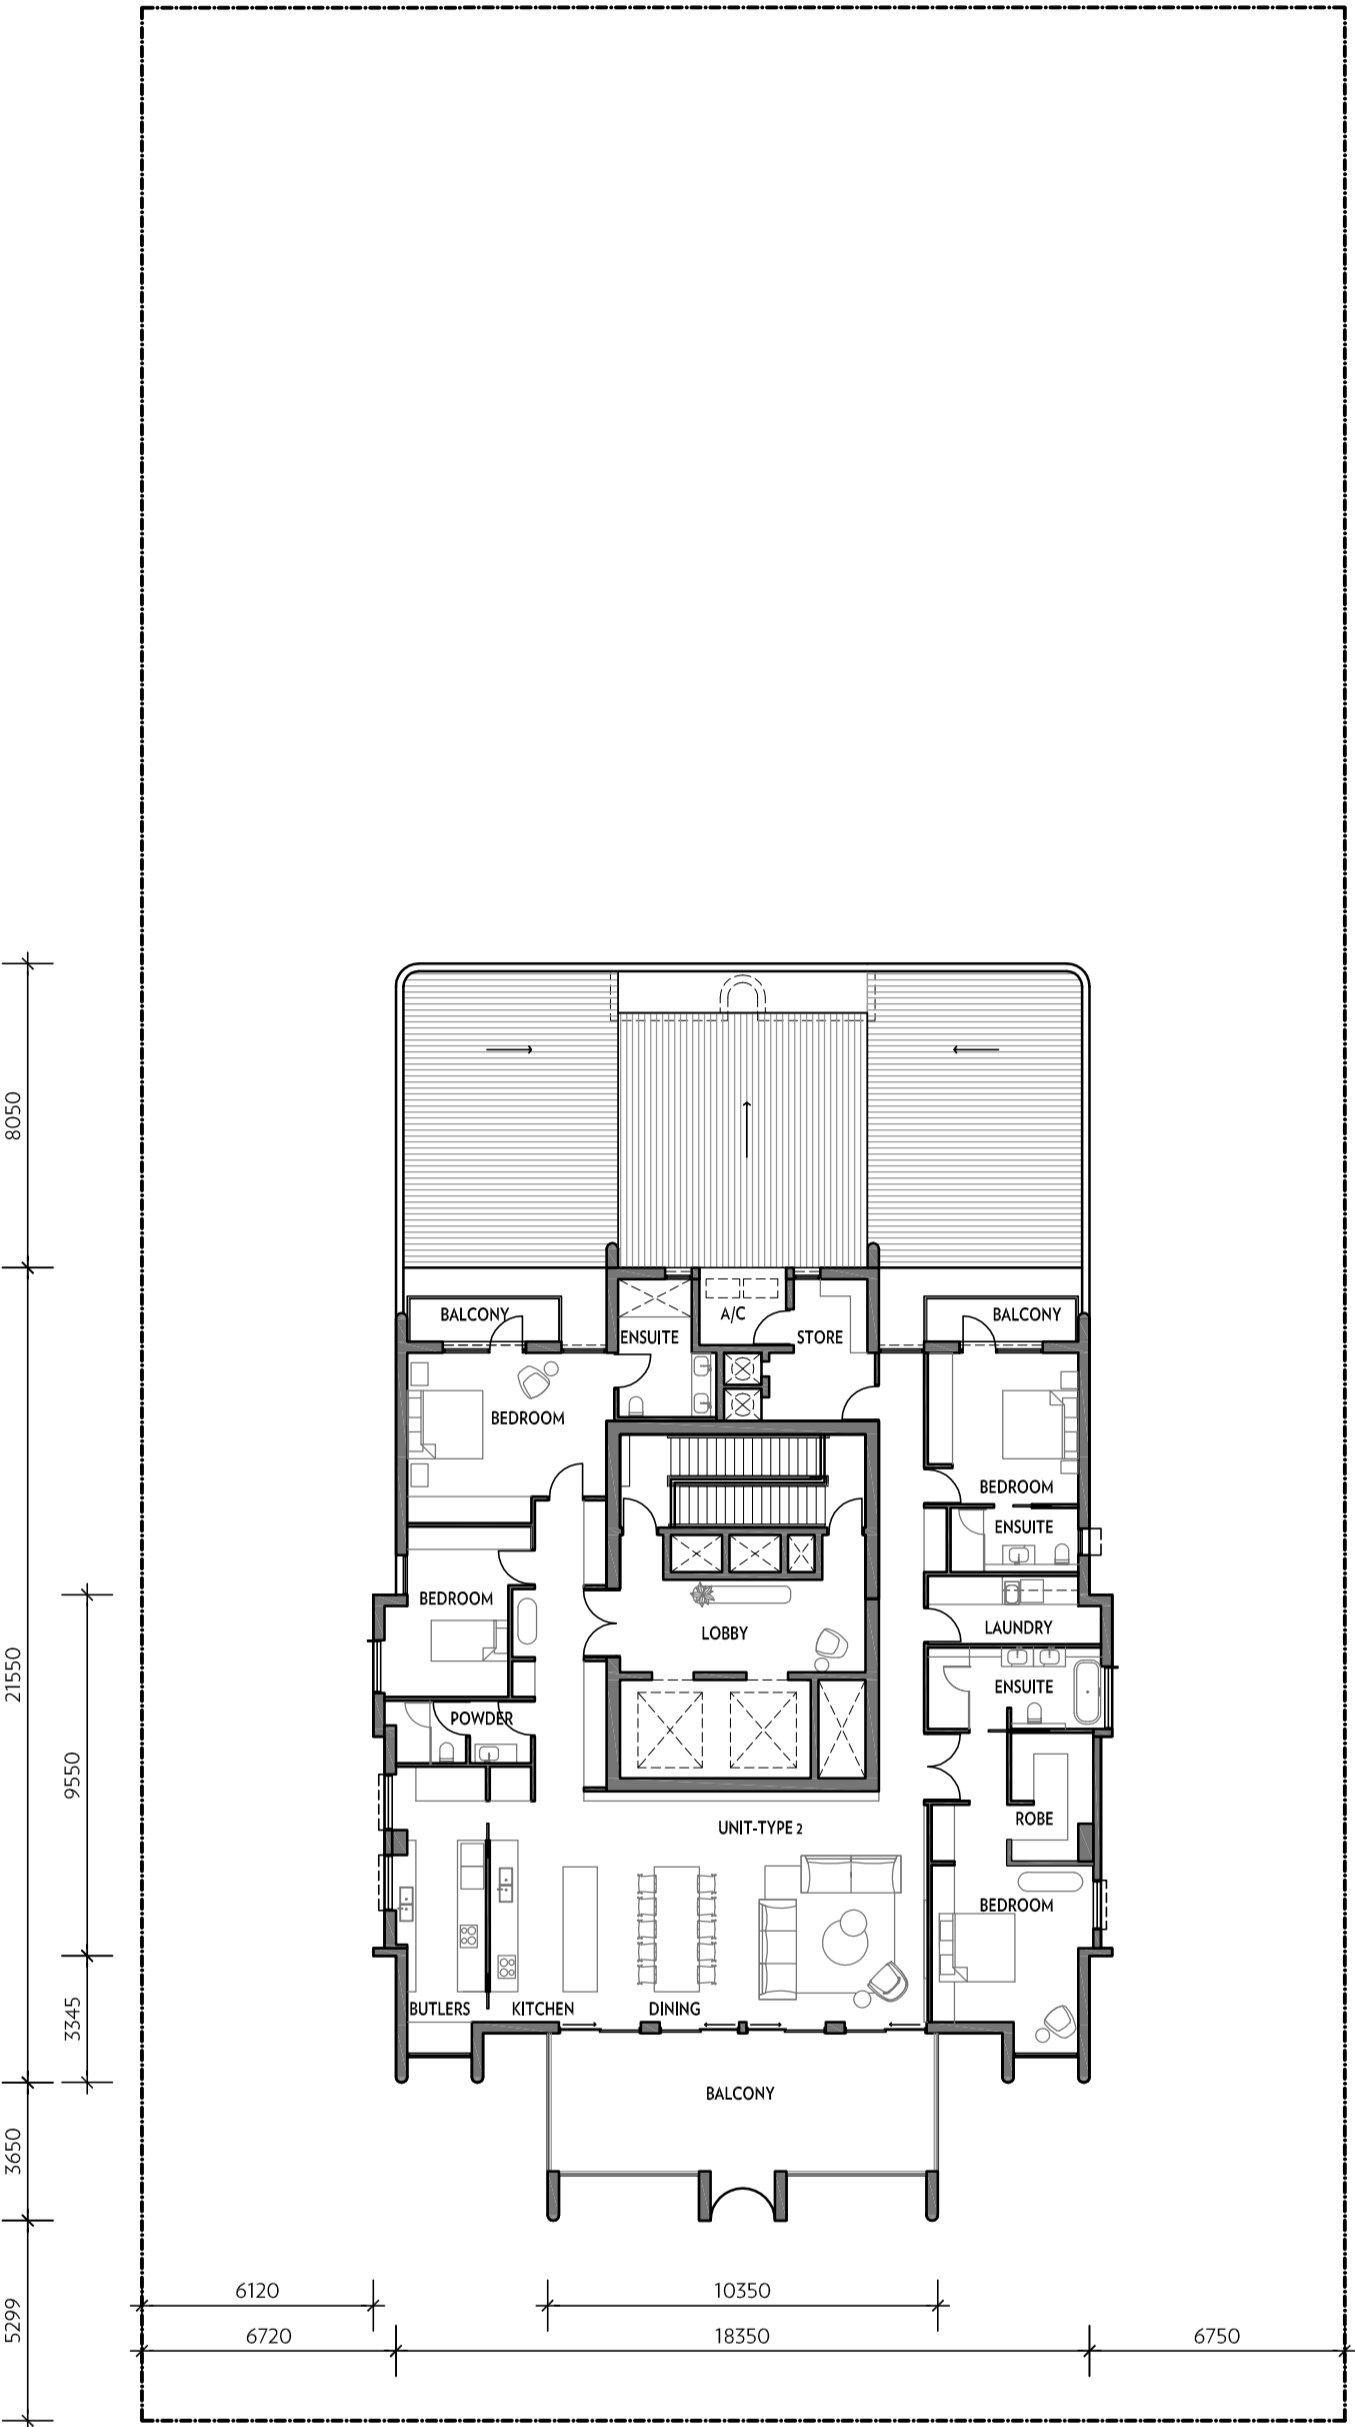 8050
BALCONY
A/C
BALCONY
ENSUITE
STORE
BEDROOM
BEDROOM
ENSUITE
BEDROOM
LAUNDRY
LOBBY
21550
ENSUITE
POWDER
9550
ROBE
UNIT-TYPE 2
BEDROOM
BUTLERS
KITCHEN
DINING
3345
BALCONY
3650
6120
10350
5299
6720
18350
6750